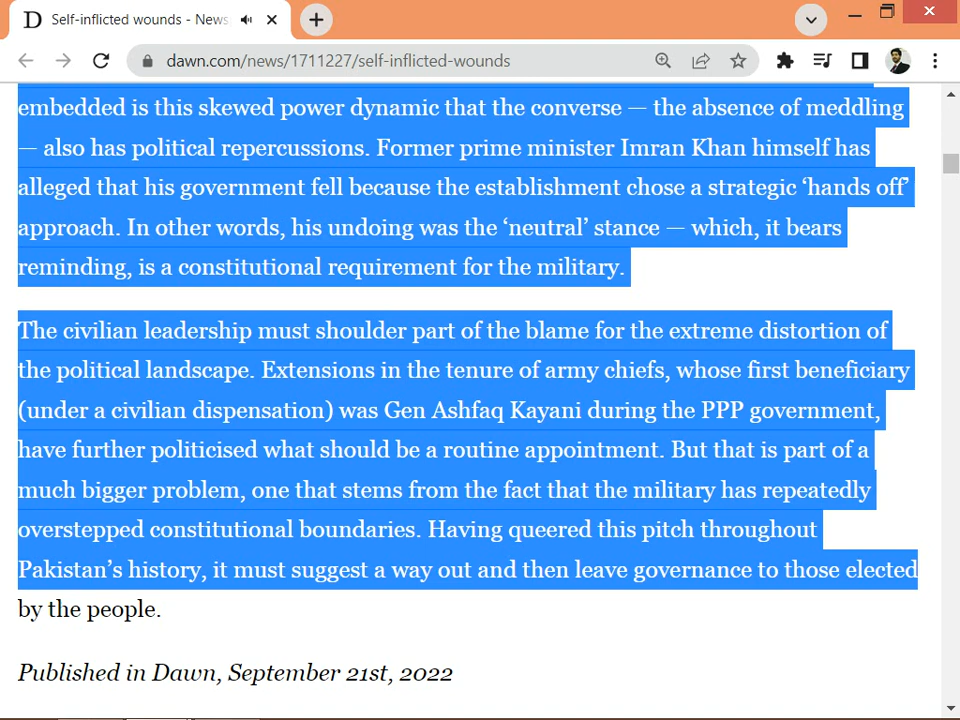 Self-inflicted wounds - News
dawn.com/news/1711227/self-inflicted-wounds
embedded is this skewed power dynamic that the converse — the absence of meddling
— also has political repercussions. Former prime minister Imran Khan himself has
alleged that his government fell because the establishment chose a strategic ‘hands off’
approach. In other words, his undoing was the ‘neutral’ stance — which, it bears
reminding, is a constitutional requirement for the military.
The civilian leadership must shoulder part of the blame for the extreme distortion of
the political landscape. Extensions in the tenure of army chiefs, whose first beneficiary
(under a civilian dispensation) was Gen Ashfaq Kayani during the PPP government,
have further politicised what should be a routine appointment. But that is part of a
much bigger problem, one that stems from the fact that the military has repeatedly
overstepped constitutional boundaries. Having queered this pitch throughout
Pakistan’s history, it must suggest a way out and then leave governance to those elected
by the people.
Published in Dawn, September 21st, 2022